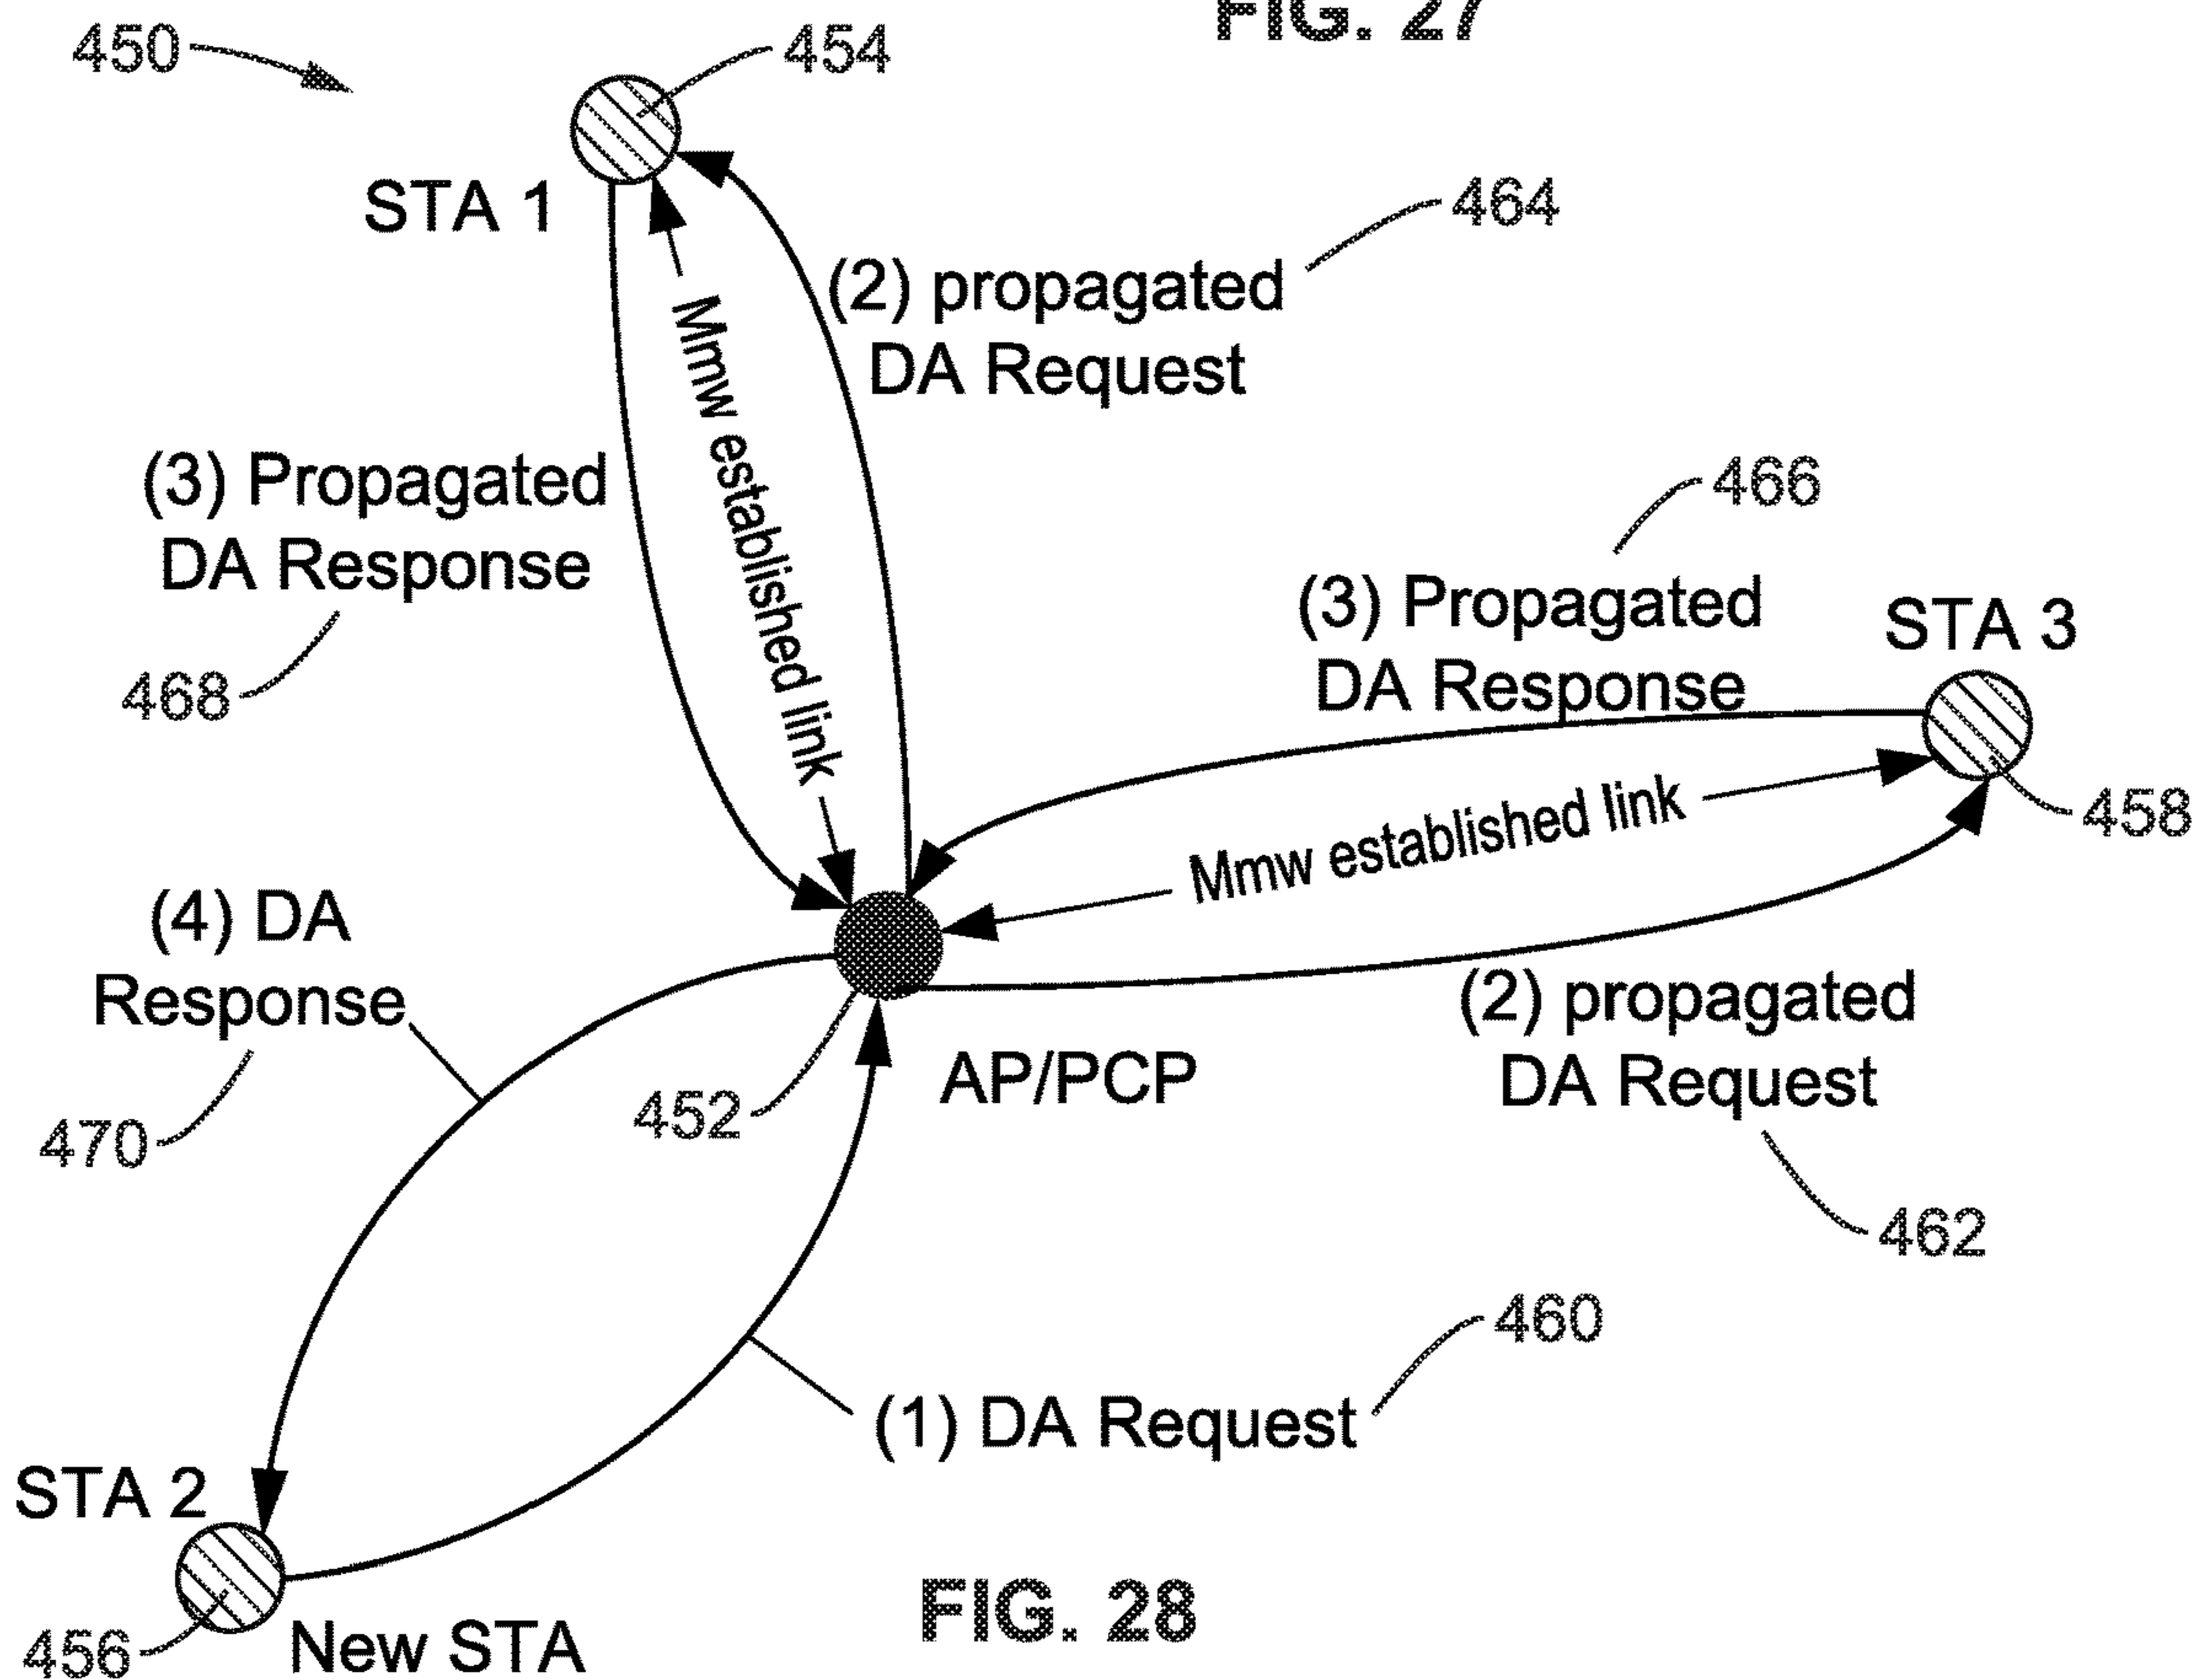 FIG. 27
450
454
STA 1
464
(2) propagated
DA Request
Mmw established link
(3) Propagated
DA Response
468
466
(3) Propagated
DA Response
STA 3
458
Mmw established link
(4) DA
Response
470
452
AP/PCP
(2) propagated
DA Request
462
460
(1) DA Request
STA 2
456
New STA
FIG. 28